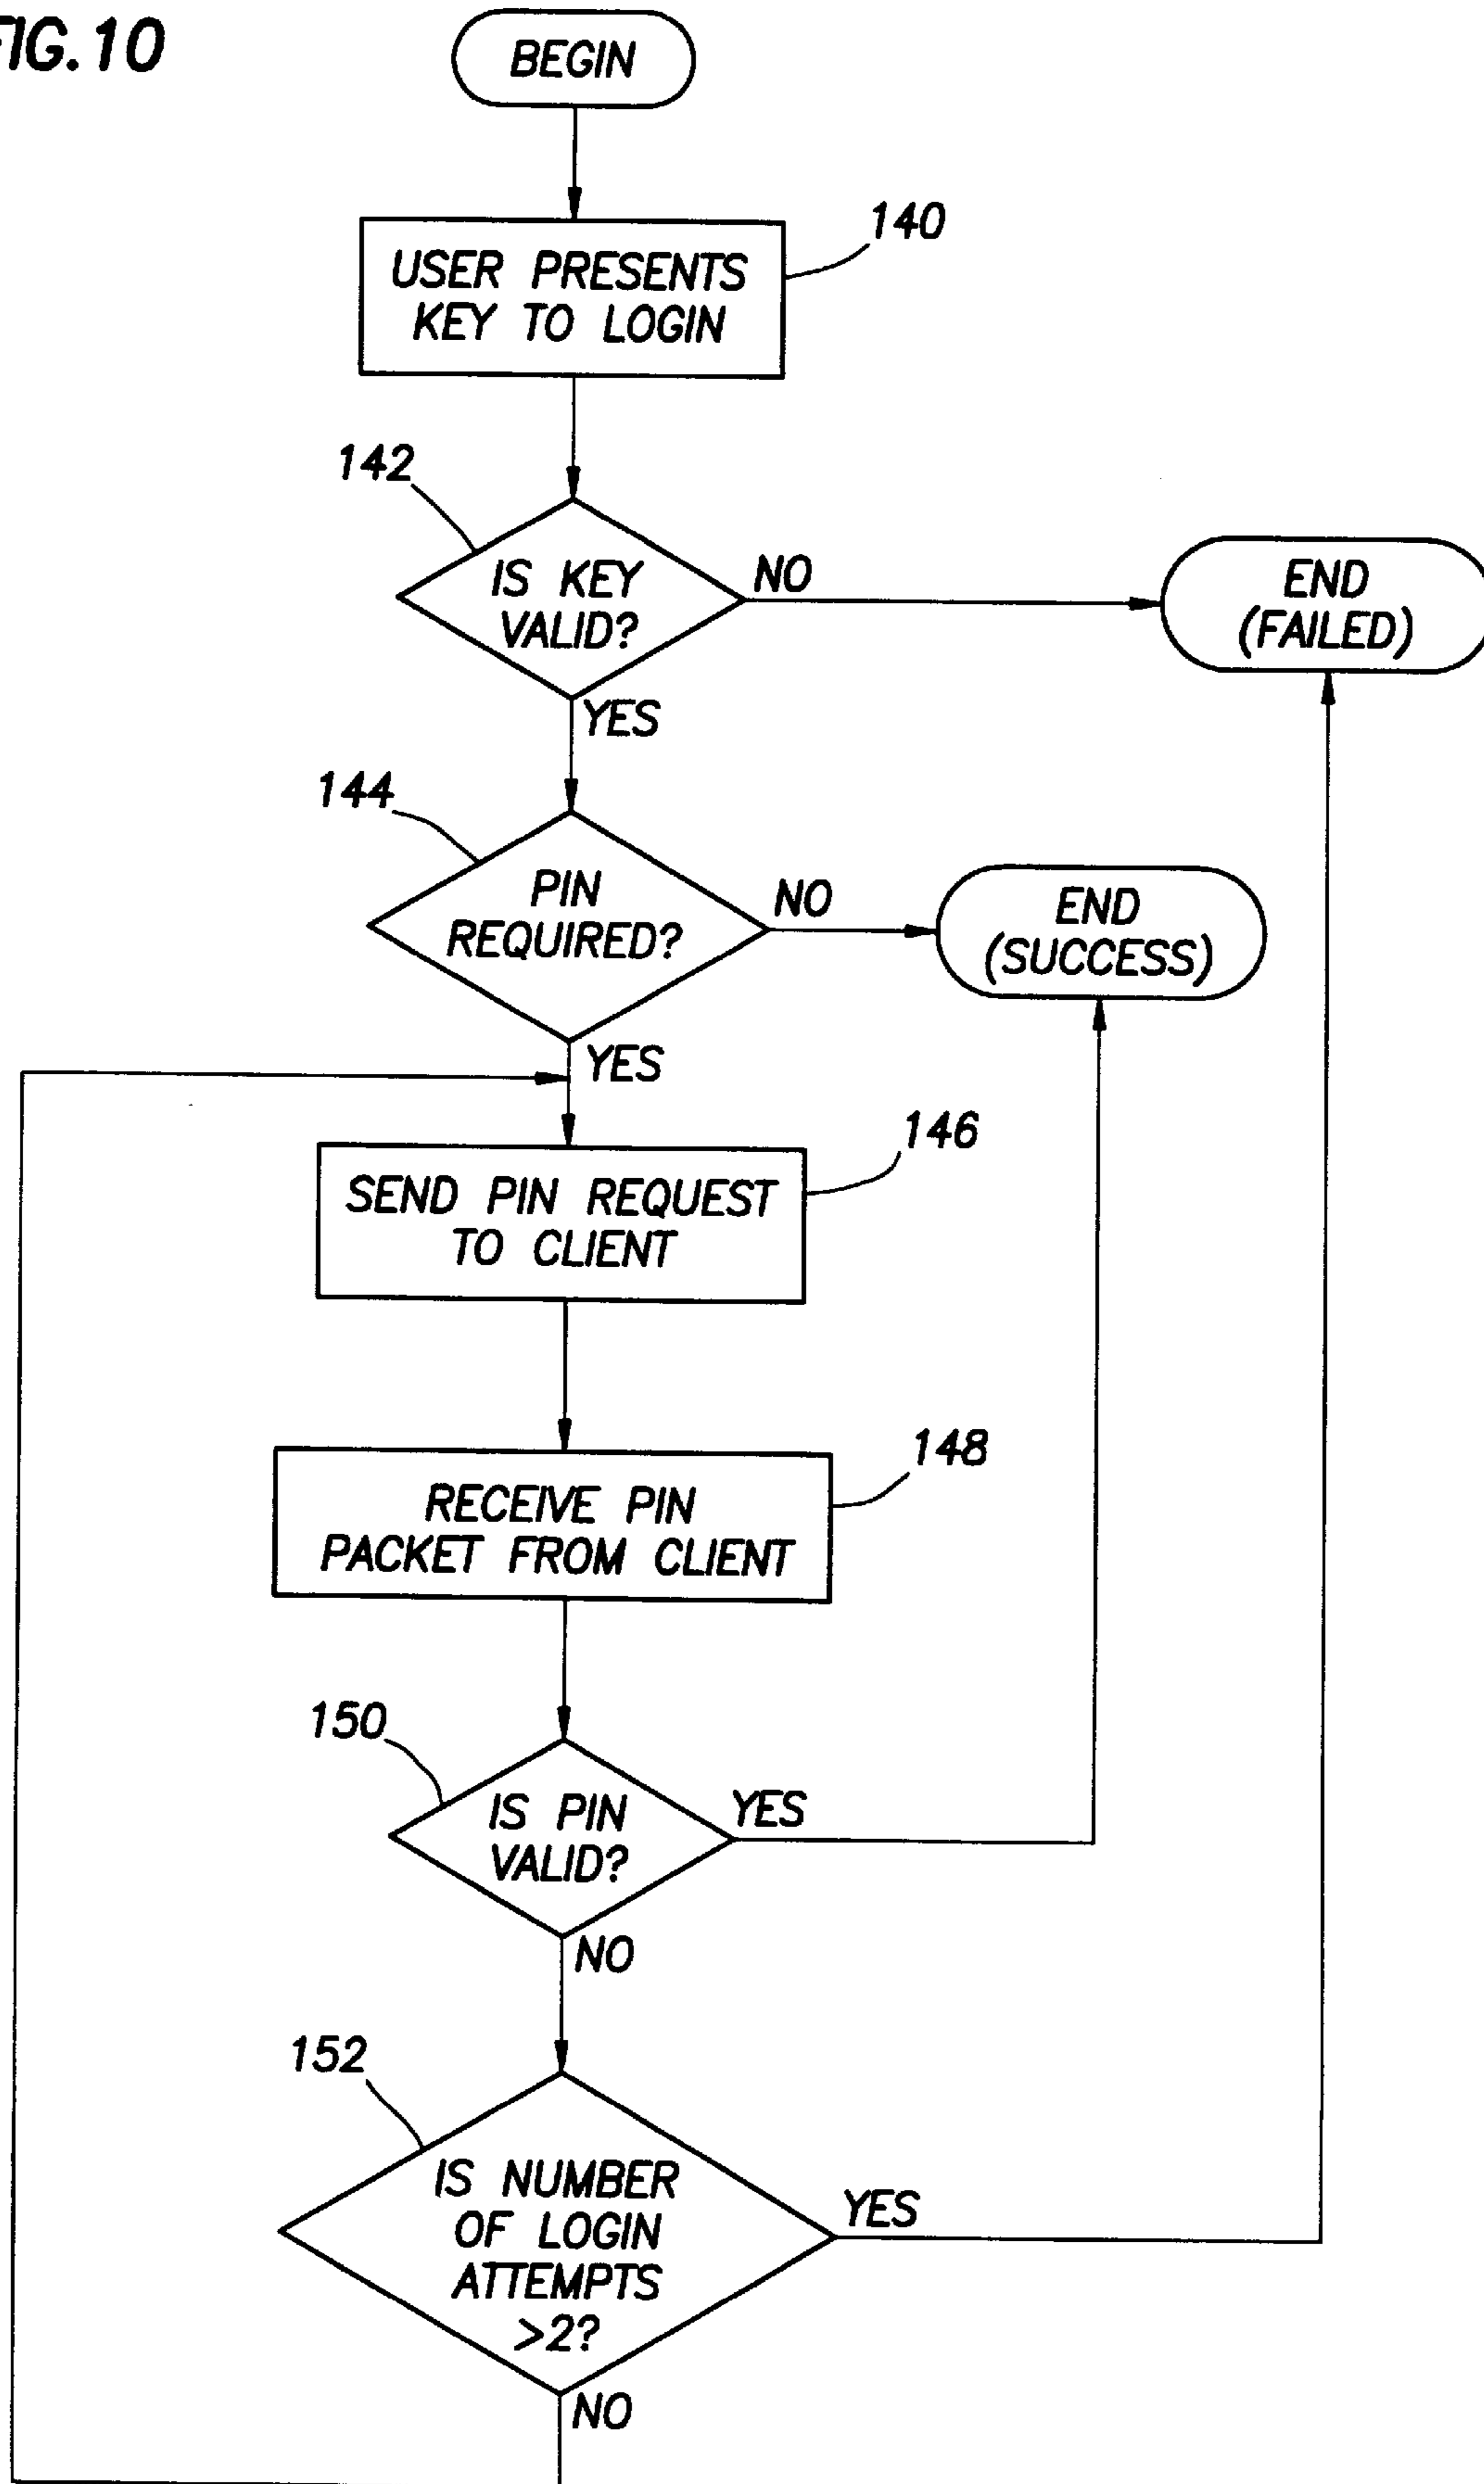 FIG. 10
BEGIN
140
USER PRESENTS
KEY TO LOGIN
142
IS KEY
VALID?
NO
END
(FAILED)
YES
144
PIN
REQUIRED?
NO
END
(SUCCESS)
YES
146
SEND PIN REQUEST
TO CLIENT
148
RECEIVE PIN
PACKET FROM CLIENT
150
IS PIN
VALID?
YES
NO
152
IS NUMBER
OF LOGIN
ATTEMPTS
>2?
YES
NO